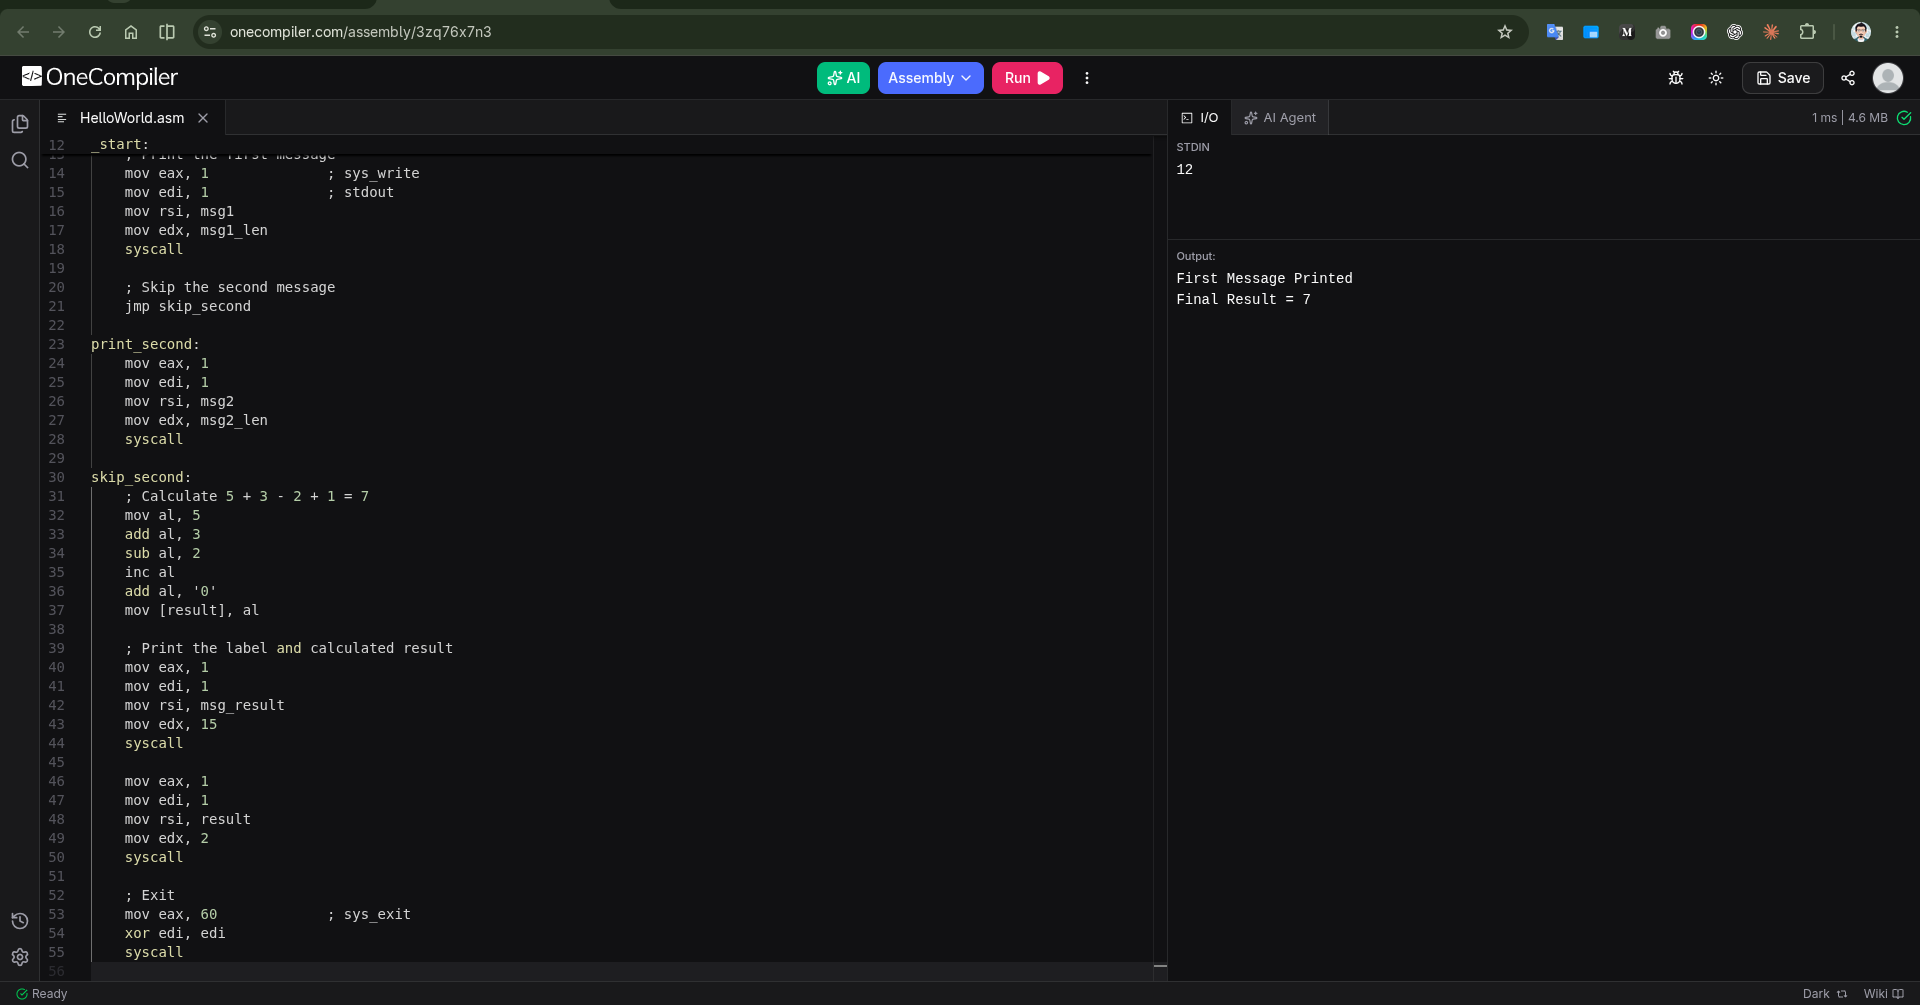 onecompiler.com/assembly/3zq76x7n3
</> OneCompiler
AI
Assembly
Run
Save
HelloWorld.asm
I/O
AI Agent
1 ms | 4.6 MB
12 _start:
13 ; Print the first message
14 mov eax, 1 ; sys_write
15 mov edi, 1 ; stdout
16 mov rsi, msg1
17 mov edx, msg1_len
18 syscall
19
20 ; Skip the second message
21 jmp skip_second
22
23 print_second:
24 mov eax, 1
25 mov edi, 1
26 mov rsi, msg2
27 mov edx, msg2_len
28 syscall
29
30 skip_second:
31 ; Calculate 5 + 3 - 2 + 1 = 7
32 mov al, 5
33 add al, 3
34 sub al, 2
35 inc al
36 add al, '0'
37 mov [result], al
38
39 ; Print the label and calculated result
40 mov eax, 1
41 mov edi, 1
42 mov rsi, msg_result
43 mov edx, 15
44 syscall
45
46 mov eax, 1
47 mov edi, 1
48 mov rsi, result
49 mov edx, 2
50 syscall
51
52 ; Exit
53 mov eax, 60 ; sys_exit
54 xor edi, edi
55 syscall
56
STDIN
12
Output:
First Message Printed
Final Result = 7
Ready
Dark
Wiki